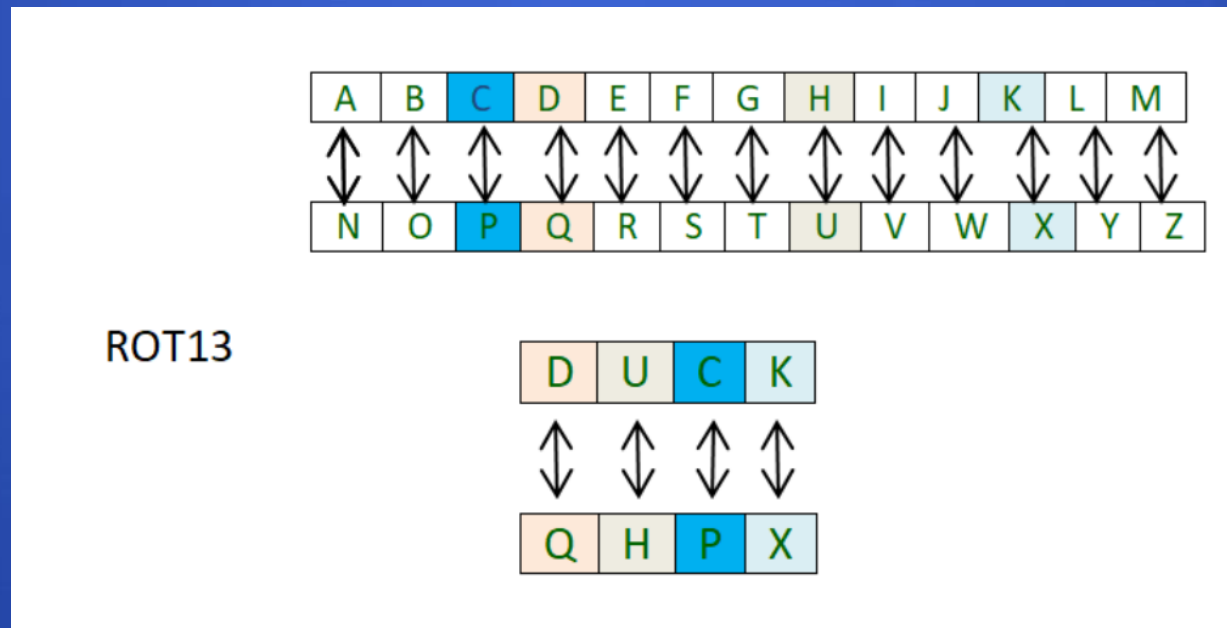 A B C D E F G H I J K L M
N O P Q R S T U V W X Y Z
ROT13
D U C K
Q H P X